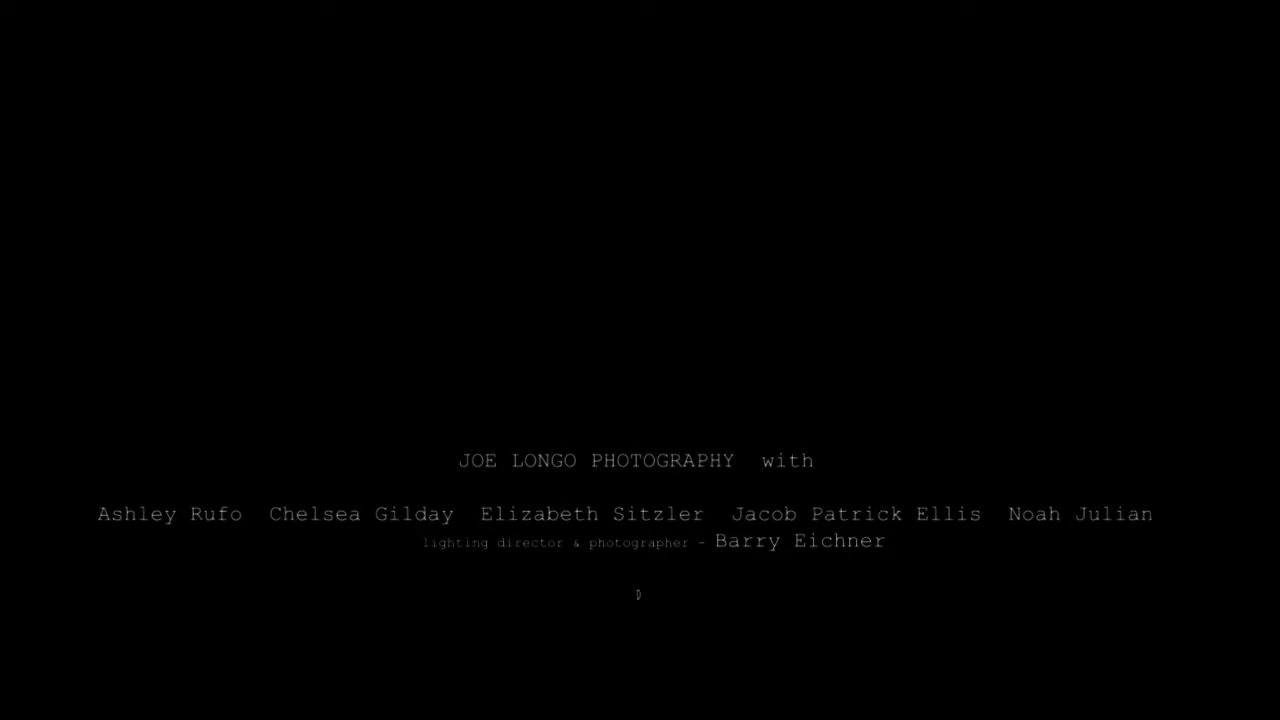 JOE LONGO PHOTOGRAPHY with
Ashley Rufo Chelsea Gilday Elizabeth Sitzler Jacob Patrick Ellis Noah Julian
lighting director & photographer - Barry Eichner
D